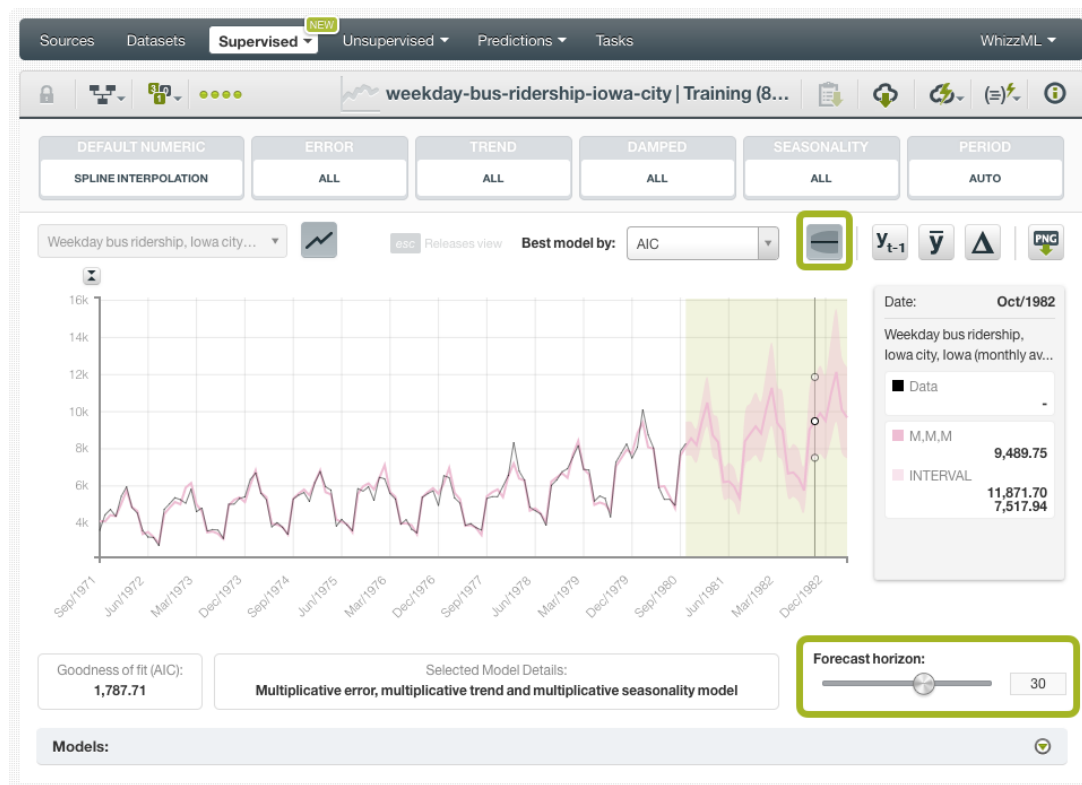 NEW
Sources Datasets Supervised Unsupervised Predictions Tasks WhizzML
weekday-bus-ridership-iowa-city | Training (8...
DEFAULT NUMERIC ERROR TREND DAMPED SEASONALITY PERIOD
SPLINE INTERPOLATION ALL ALL ALL ALL AUTO
Weekday bus ridership, Iowa city... esc Releases view Best model by: AIC yt-1 y Δ PNG
16k
14k
12k
10k
8k
6k
4k
Sep/1971 Jun/1972 Mar/1973 Dec/1973 Sep/1974 Jun/1975 Mar/1976 Dec/1976 Sep/1977 Jun/1978 Mar/1979 Dec/1979 Sep/1980 Jun/1981 Mar/1982 Dec/1982
Date: Oct/1982
Weekday bus ridership,
Iowa city, Iowa (monthly av...
Data
-
M,M,M
9,489.75
INTERVAL
11,871.70
7,517.94
Goodness of fit (AIC):
1,787.71
Selected Model Details:
Multiplicative error, multiplicative trend and multiplicative seasonality model
Forecast horizon:
30
Models: